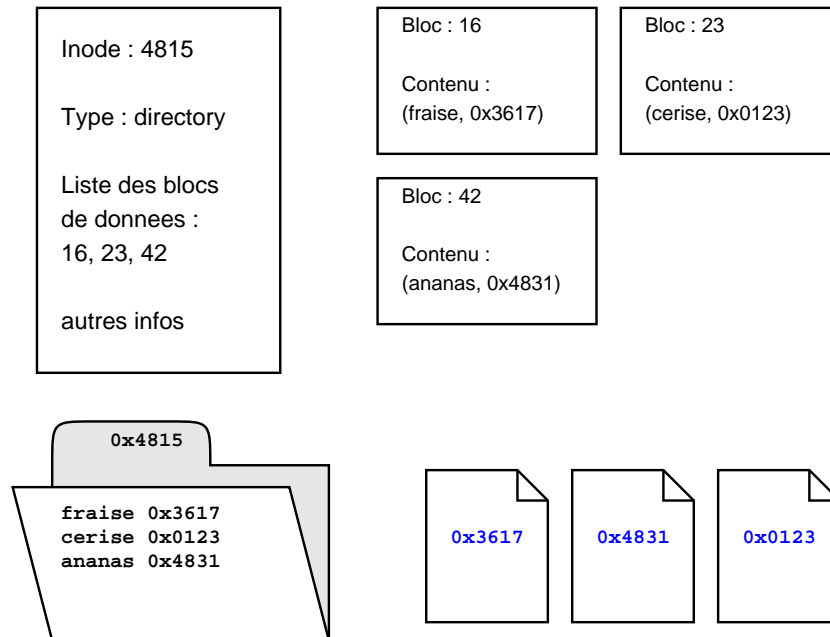 Inode : 4815
Type : directory
Liste des blocs
de donnees :
16, 23, 42
autres infos
Bloc : 16
Contenu :
(fraise, 0x3617)
Bloc : 23
Contenu :
(cerise, 0x0123)
Bloc : 42
Contenu :
(ananas, 0x4831)
0x4815
fraise 0x3617
cerise 0x0123
ananas 0x4831
0x3617
0x4831
0x0123